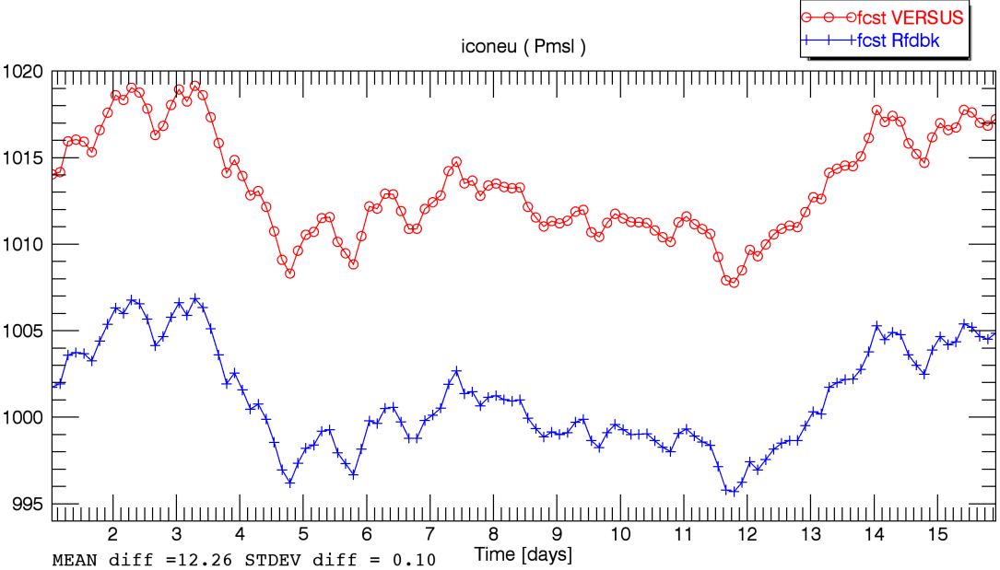 fcst VERSUS
fcst Rfdbk
iconeu ( Pmsl )
1020
1015
1010
1005
1000
995
2 3 4 5 6 7 8 9 10 11 12 13 14 15
Time [days]
MEAN diff =12.26 STDEV diff = 0.10